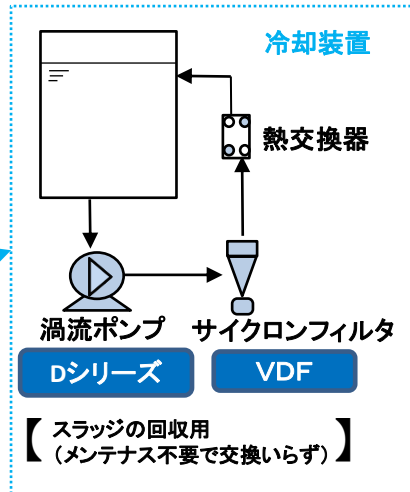 冷却装置
熱交換器
渦流ポンプ サイクロンフィルタ
Dシリーズ VDF
【 スラッジの回収用
（メンテナス不要で交換いらず） 】